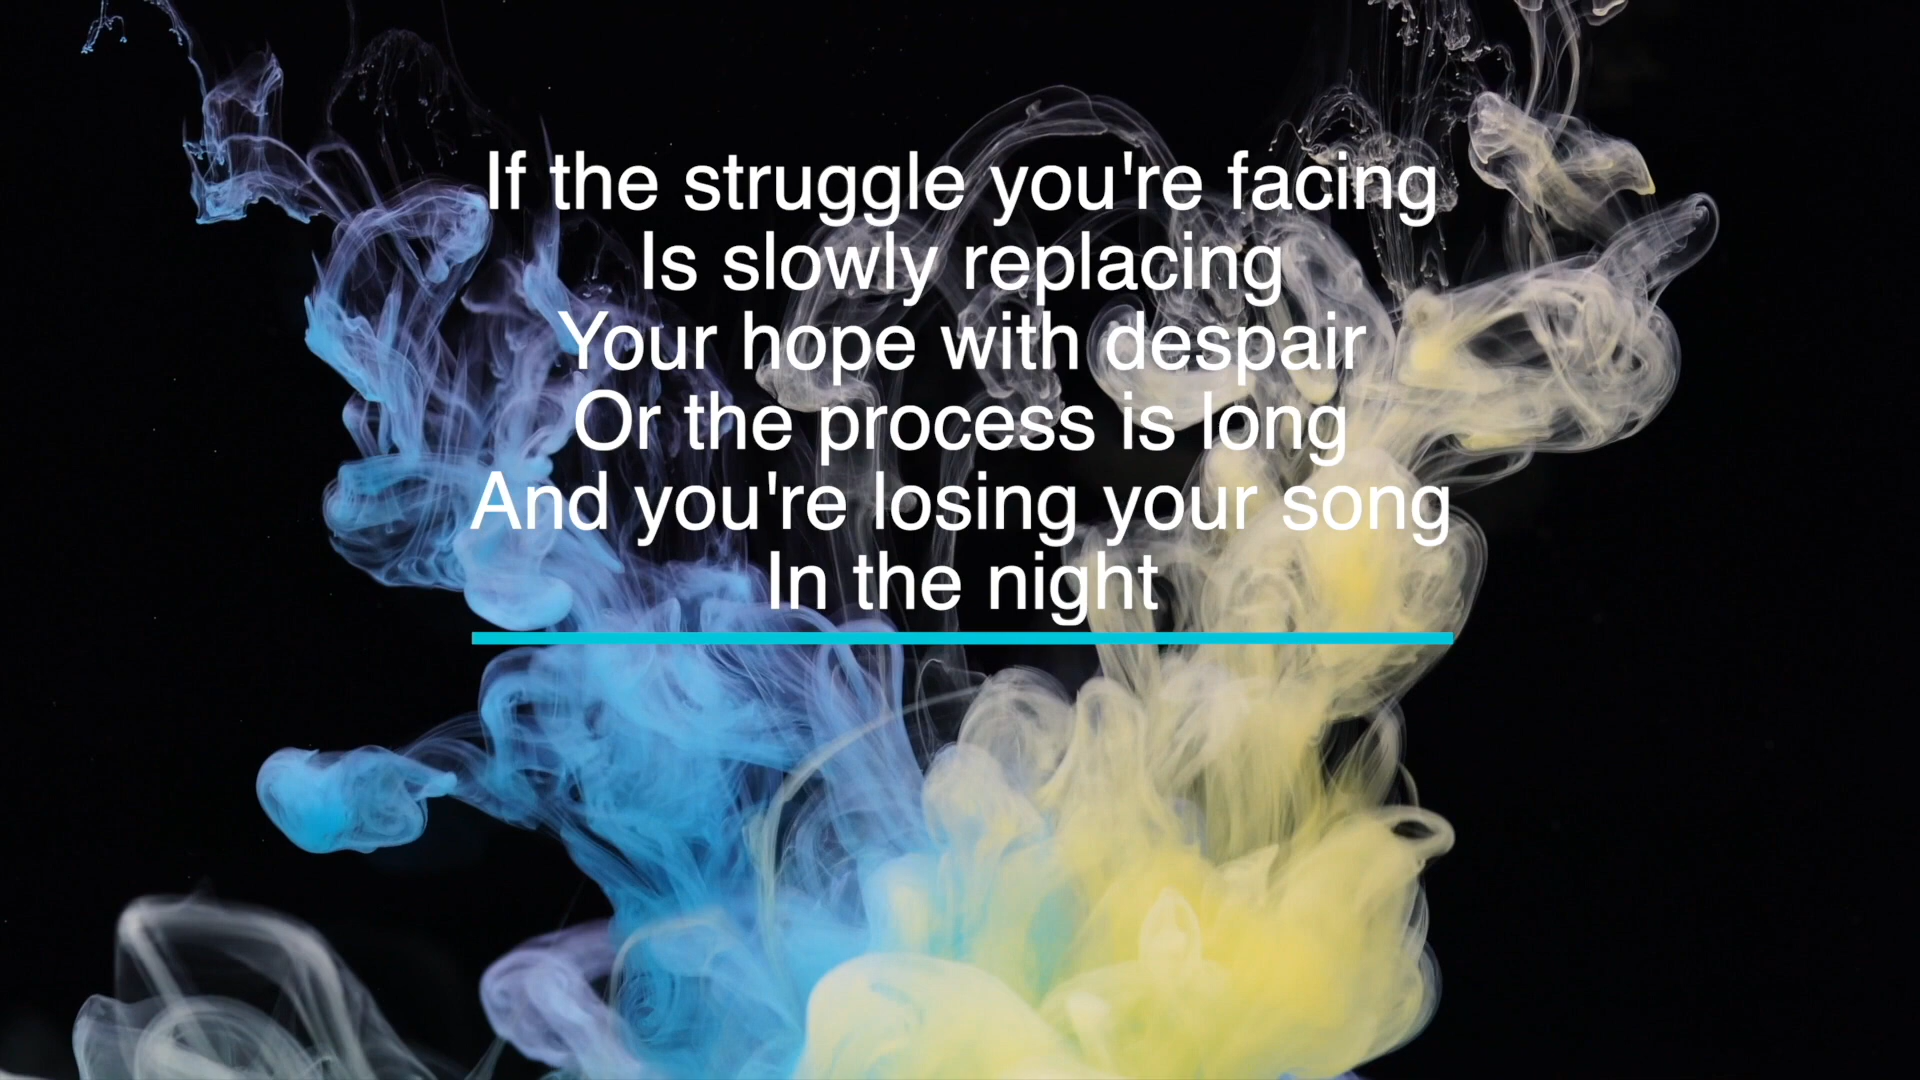 If the struggle you're facing
Is slowly replacing
Your hope with despair
Or the process is long
And you're losing your song
In the night